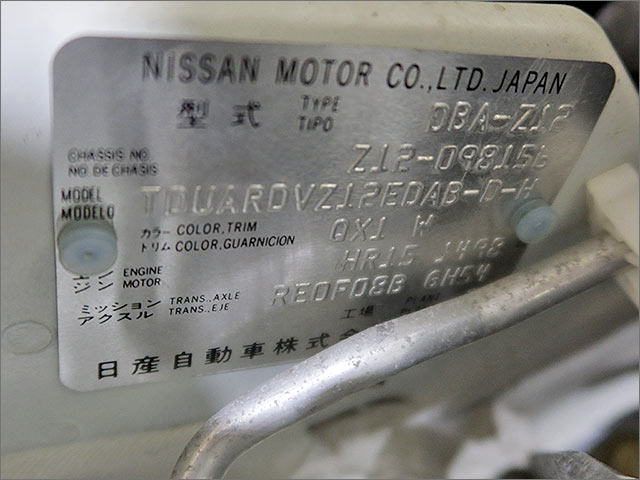 NISSAN MOTOR CO.,LTD.JAPAN
型式 TYPE TIPO DBA-Z12
CHASSIS NO. Z12-098156
NO.DE CHASIS
MODEL TDUARDVZ12EDAB-D-H
MODELO
カラー COLOR,TRIM QX1 W
トリム COLOR,GUARNICION
ENGINE HR15 1498
ジン MOTOR
ミッション TRANS.,AXLE RE0F08B GH54
アクスル TRANS.,EJE
工場 PLANT
日産自動車株式